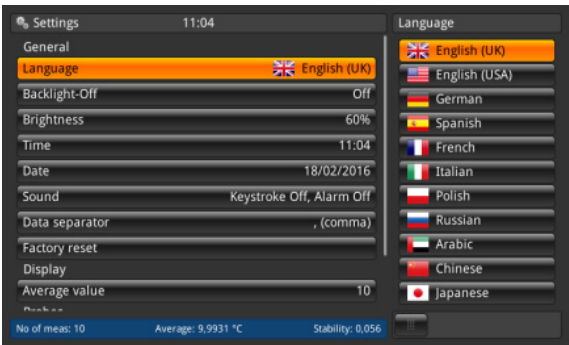 Settings 11:04
General
Language English (UK)
Backlight-Off Off
Brightness 60%
Time 11:04
Date 18/02/2016
Sound Keystroke Off, Alarm Off
Data separator , (comma)
Factory reset
Display
Average value 10
Probes
No of meas: 10 Average: 9,9931 °C Stability: 0,056
Language
English (UK)
English (USA)
German
Spanish
French
Italian
Polish
Russian
Arabic
Chinese
Japanese